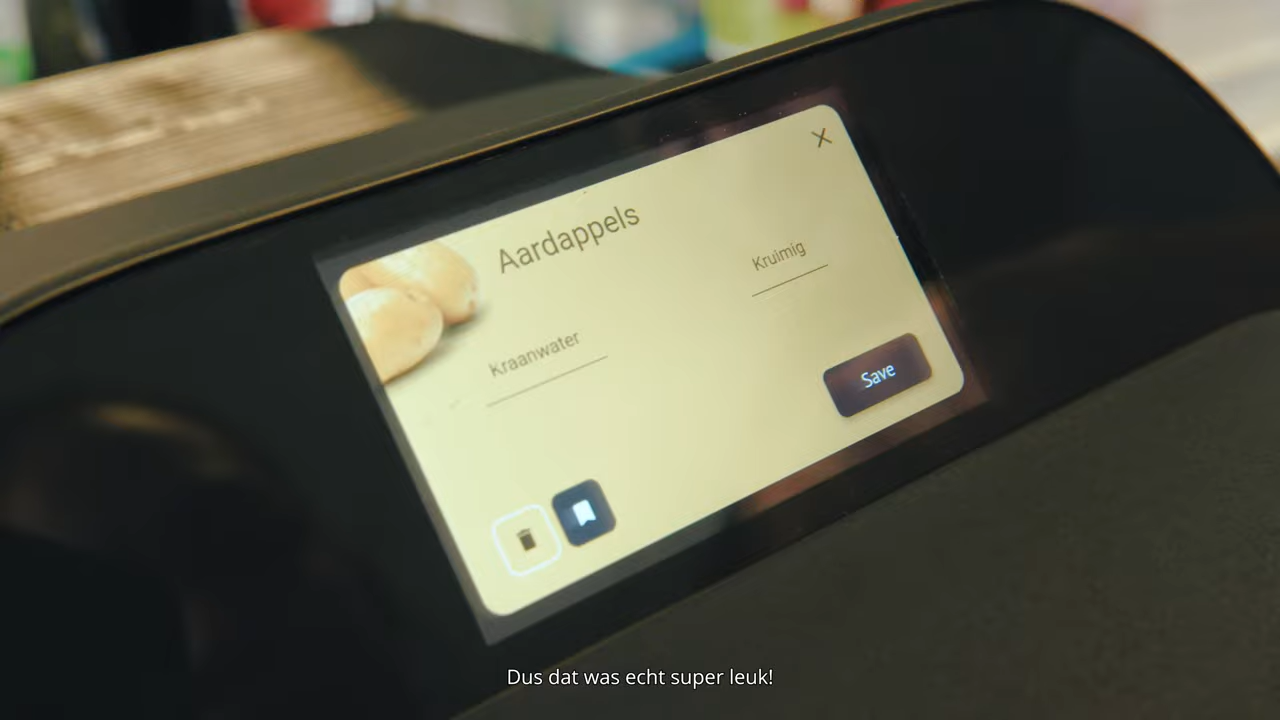 Aardappels
Kruimig
Kraanwater
Save
Dus dat was echt super leuk!